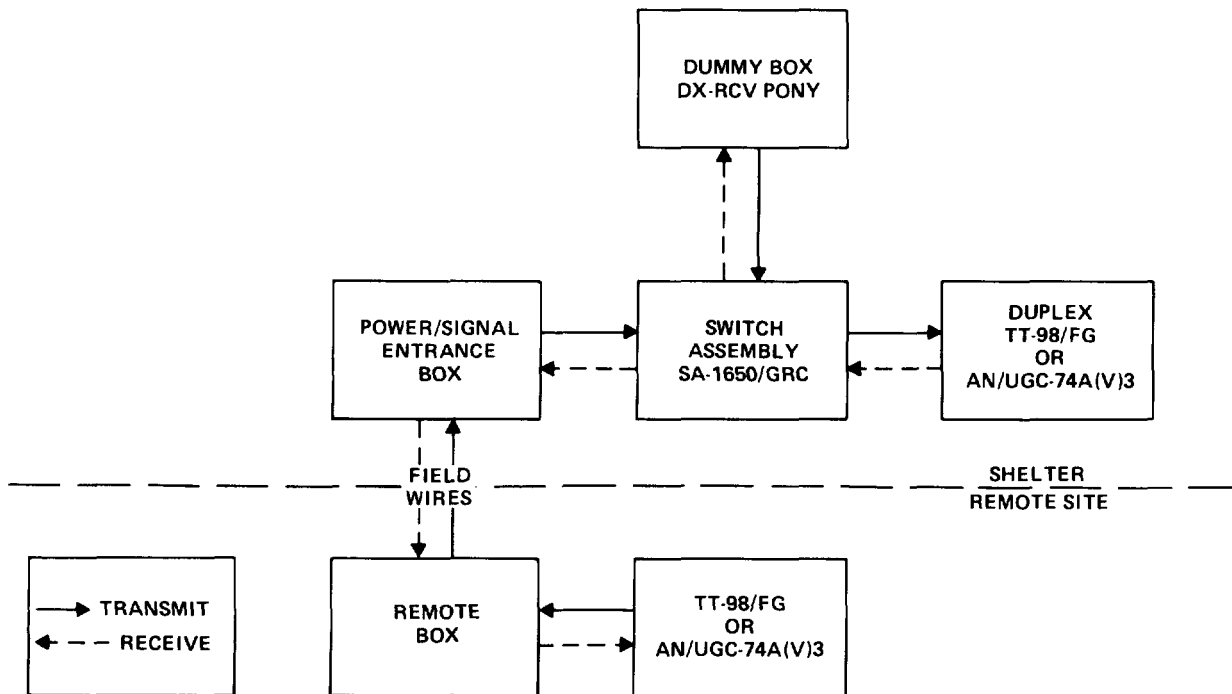 DUMMY BOX
DX-RCV PONY
POWER/SIGNAL
ENTRANCE
BOX
SWITCH
ASSEMBLY
SA-1650/GRC
DUPLEX
TT-98/FG
OR
AN/UGC-74A(V)3
FIELD
WIRES
SHELTER
REMOTE SITE
TRANSMIT
RECEIVE
REMOTE
BOX
TT-98/FG
OR
AN/UGC-74A(V)3